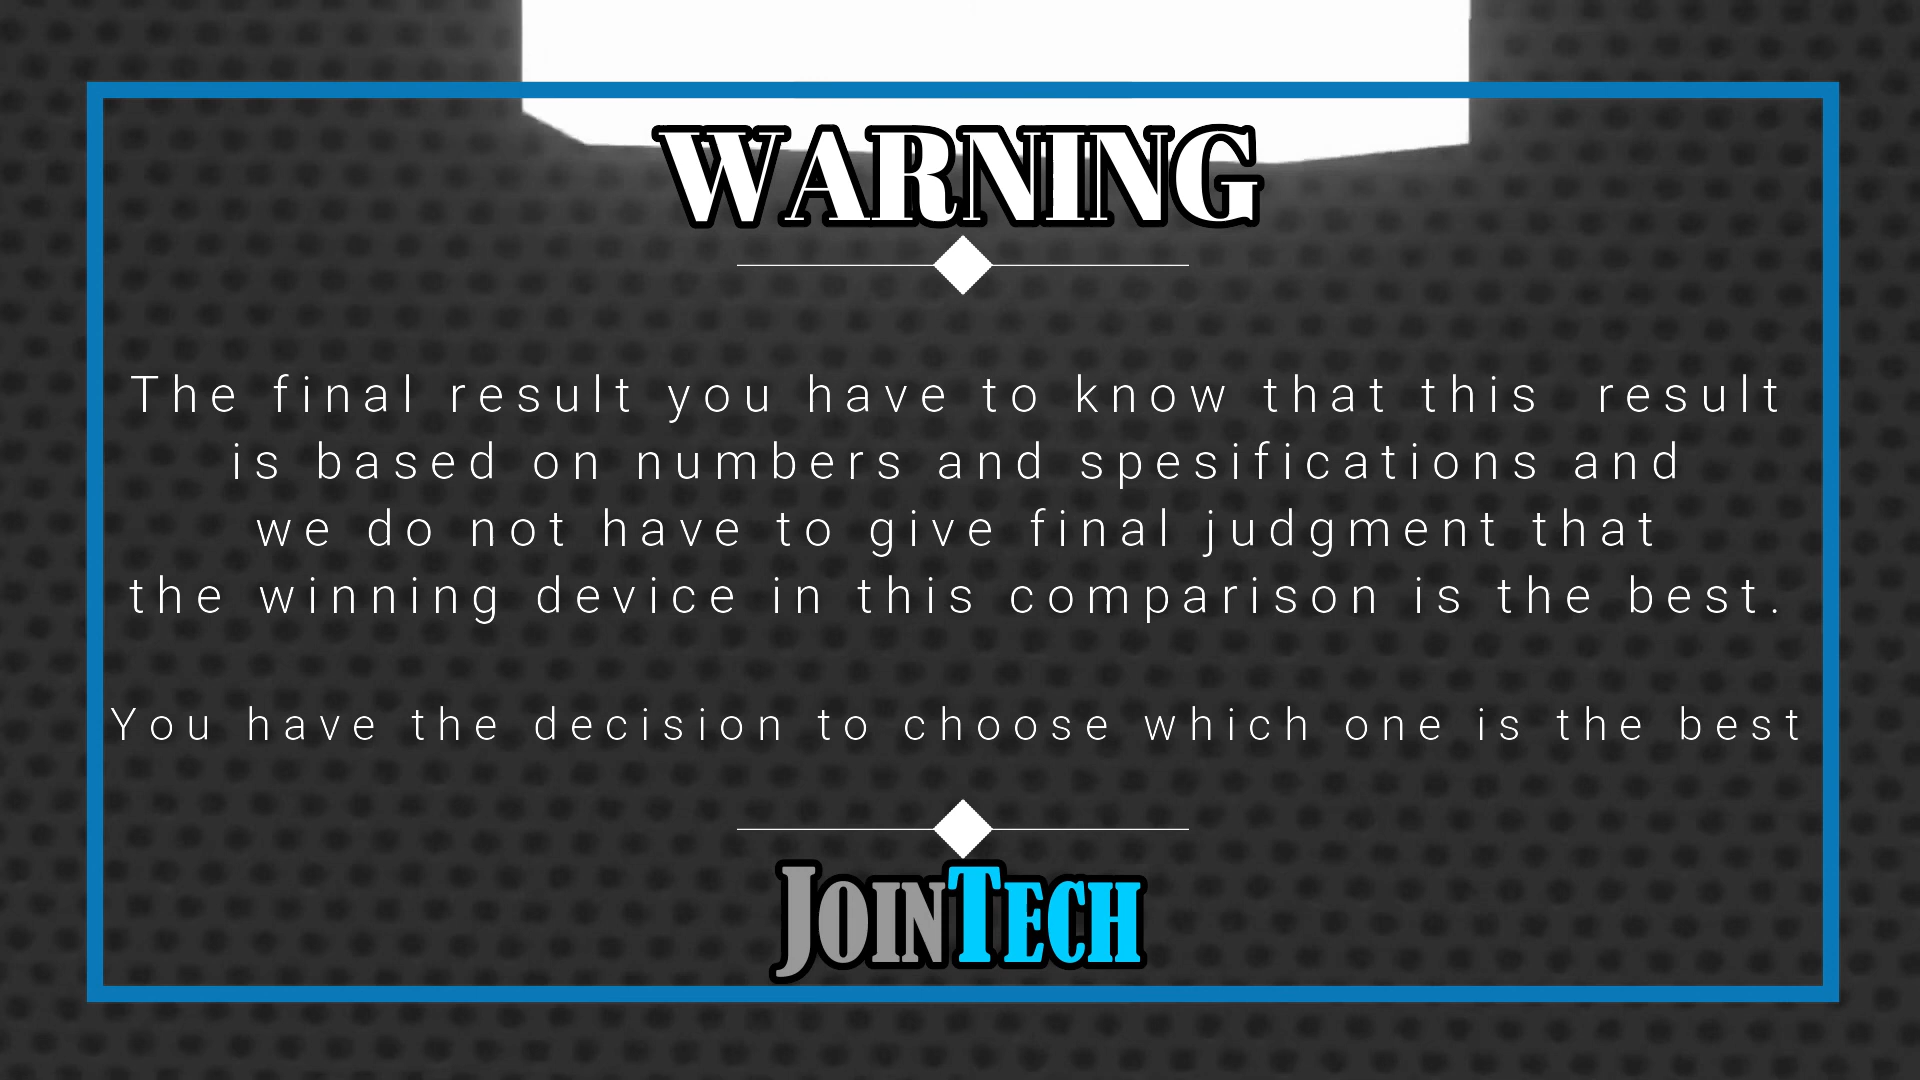 WARNING
The final result you have to know that this result
is based on numbers and spesifications and
we do not have to give final judgment that
the winning device in this comparison is the best.
You have the decision to choose which one is the best
JOINTECH